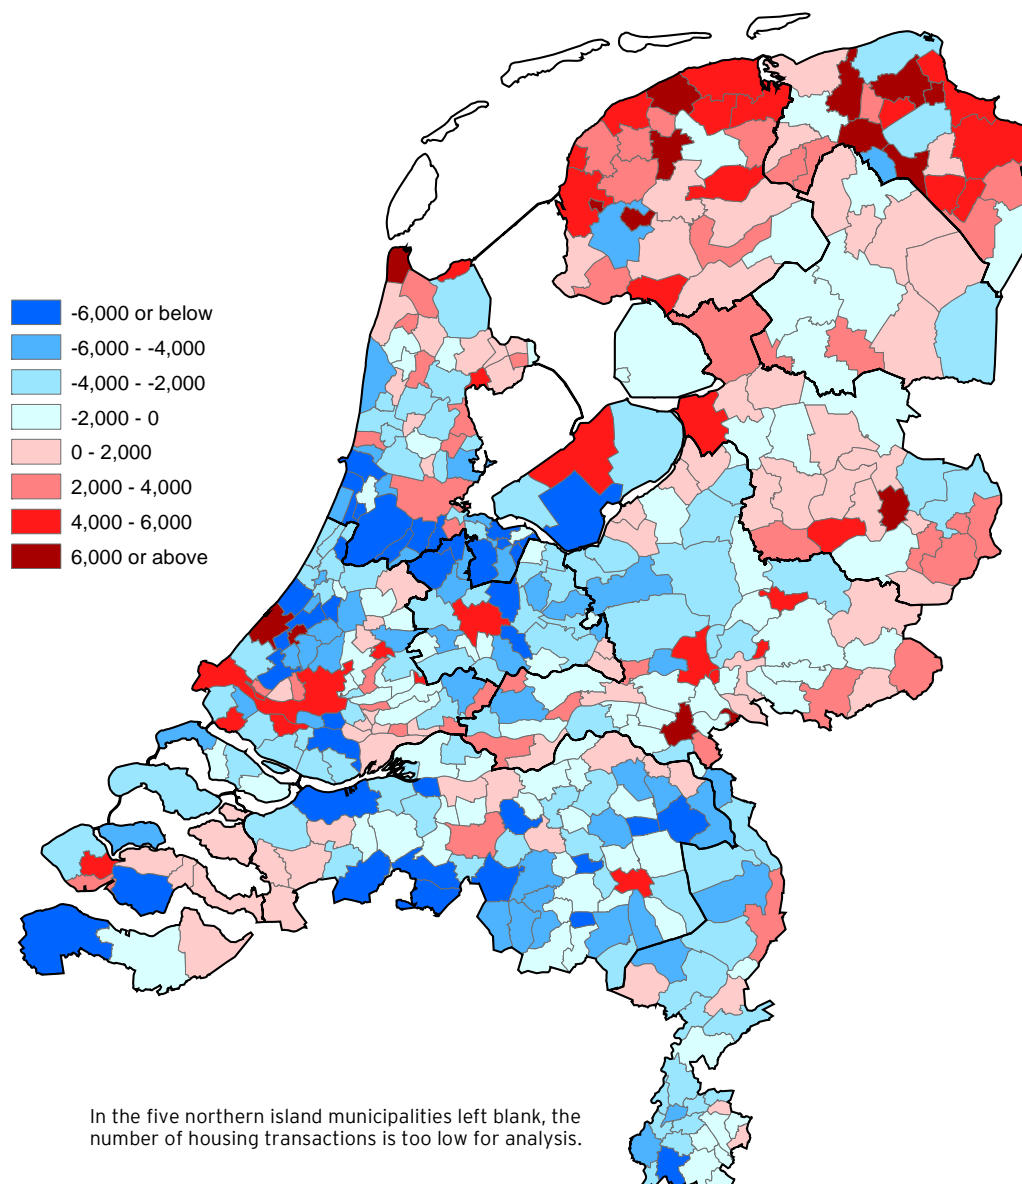 -6,000 or below
-6,000 - -4,000
-4,000 - -2,000
-2,000 - 0
0 - 2,000
2,000 - 4,000
4,000 - 6,000
6,000 or above
In the five northern island municipalities left blank, the
number of housing transactions is too low for analysis.